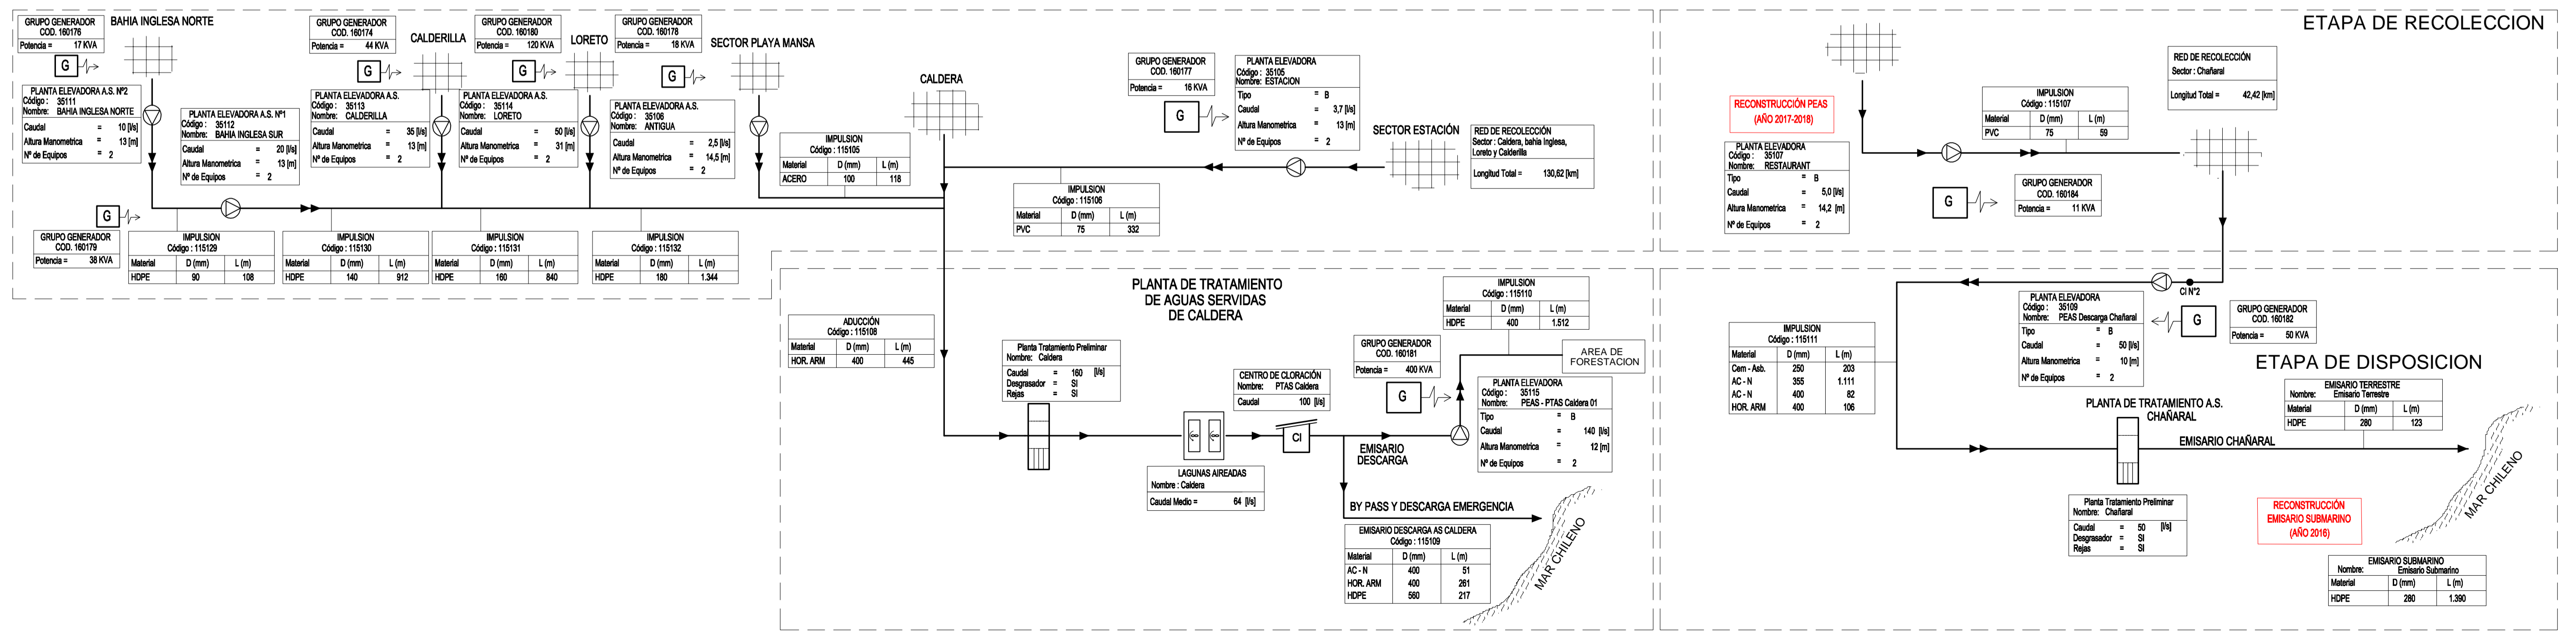 GRUPO GENERADOR
COD. 160176
Potencia = 17 KVA
G
BAHIA INGLESA NORTE
PLANTA ELEVADORA A.S. Nº2
Código : 35111
Nombre: BAHIA INGLESA NORTE
Caudal = 10 [l/s]
Altura Manometrica = 13 [m]
Nº de Equipos = 2
PLANTA ELEVADORA A.S. Nº1
Código : 35112
Nombre: BAHIA INGLESA SUR
Caudal = 20 [l/s]
Altura Manometrica = 13 [m]
Nº de Equipos = 2
G
GRUPO GENERADOR
COD. 160179
Potencia = 38 KVA
GRUPO GENERADOR
COD. 160174
Potencia = 44 KVA
G
CALDERILLA
PLANTA ELEVADORA A.S.
Código : 35113
Nombre: CALDERILLA
Caudal = 35 [l/s]
Altura Manometrica = 13 [m]
Nº de Equipos = 2
GRUPO GENERADOR
COD. 160180
Potencia = 120 KVA
G
LORETO
PLANTA ELEVADORA A.S.
Código : 35114
Nombre: LORETO
Caudal = 50 [l/s]
Altura Manometrica = 31 [m]
Nº de Equipos = 2
GRUPO GENERADOR
COD. 160178
Potencia = 18 KVA
G
SECTOR PLAYA MANSA
PLANTA ELEVADORA A.S.
Código : 35106
Nombre: ANTIGUA
Caudal = 2,5 [l/s]
Altura Manometrica = 14,5 [m]
Nº de Equipos = 2
IMPULSION
Código : 115105
Material D (mm) L (m)
ACERO 100 118
IMPULSION
Código : 115129
Material D (mm) L (m)
HDPE 90 108
IMPULSION
Código : 115130
Material D (mm) L (m)
HDPE 140 912
IMPULSION
Código : 115131
Material D (mm) L (m)
HDPE 160 840
IMPULSION
Código : 115132
Material D (mm) L (m)
HDPE 180 1.344
CALDERA
GRUPO GENERADOR
COD. 160177
Potencia = 16 KVA
G
PLANTA ELEVADORA
Código : 35105
Nombre: ESTACION
Tipo = B
Caudal = 3,7 [l/s]
Altura Manometrica = 13 [m]
Nº de Equipos = 2
SECTOR ESTACIÓN
RED DE RECOLECCIÓN
Sector : Caldera, bahia Inglesa,
Loreto y Calderilla
Longitud Total = 130,62 [km]
IMPULSION
Código : 115106
Material D (mm) L (m)
PVC 75 332
ETAPA DE RECOLECCION
RECONSTRUCCIÓN PEAS
(AÑO 2017-2018)
PLANTA ELEVADORA
Código : 35107
Nombre: RESTAURANT
Tipo = B
Caudal = 5,0 [l/s]
Altura Manometrica = 14,2 [m]
Nº de Equipos = 2
IMPULSION
Código : 115107
Material D (mm) L (m)
PVC 75 59
G
GRUPO GENERADOR
COD. 160184
Potencia = 11 KVA
RED DE RECOLECCIÓN
Sector : Chañaral
Longitud Total = 42,42 [km]
PLANTA DE TRATAMIENTO
DE AGUAS SERVIDAS
DE CALDERA
ADUCCIÓN
Código : 115108
Material D (mm) L (m)
HOR. ARM 400 445
Planta Tratamiento Preliminar
Nombre: Caldera
Caudal = 160 [l/s]
Desgrasador = SI
Rejas = SI
LAGUNAS AIREADAS
Nombre : Caldera
Caudal Medio = 64 [l/s]
CENTRO DE CLORACIÓN
Nombre: PTAS Caldera
Caudal 100 [l/s]
Cl
EMISARIO
DESCARGA
GRUPO GENERADOR
COD. 160181
Potencia = 400 KVA
G
IMPULSION
Código : 115110
Material D (mm) L (m)
HDPE 400 1.512
AREA DE
FORESTACION
PLANTA ELEVADORA
Código : 35115
Nombre: PEAS - PTAS Caldera 01
Tipo = B
Caudal = 140 [l/s]
Altura Manometrica = 12 [m]
Nº de Equipos = 2
BY PASS Y DESCARGA EMERGENCIA
EMISARIO DESCARGA AS CALDERA
Código : 115109
Material D (mm) L (m)
AC - N 400 51
HOR. ARM 400 261
HDPE 560 217
MAR CHILENO
CI Nº2
PLANTA ELEVADORA
Código : 35109
Nombre: PEAS Descarga Chañaral
Tipo = B
Caudal = 50 [l/s]
Altura Manometrica = 10 [m]
Nº de Equipos = 2
G
GRUPO GENERADOR
COD. 160182
Potencia = 50 KVA
IMPULSION
Código : 115111
Material D (mm) L (m)
Cem - Asb. 250 203
AC - N 355 1.111
AC - N 400 82
HOR. ARM 400 106
ETAPA DE DISPOSICION
PLANTA DE TRATAMIENTO A.S.
CHAÑARAL
EMISARIO TERRESTRE
Nombre: Emisario Terrestre
Material D (mm) L (m)
HDPE 280 123
EMISARIO CHAÑARAL
Planta Tratamiento Preliminar
Nombre: Chañaral
Caudal = 50 [l/s]
Desgrasador = SI
Rejas = SI
RECONSTRUCCIÓN
EMISARIO SUBMARINO
(AÑO 2016)
MAR CHILENO
EMISARIO SUBMARINO
Nombre: Emisario Submarino
Material D (mm) L (m)
HDPE 280 1.390